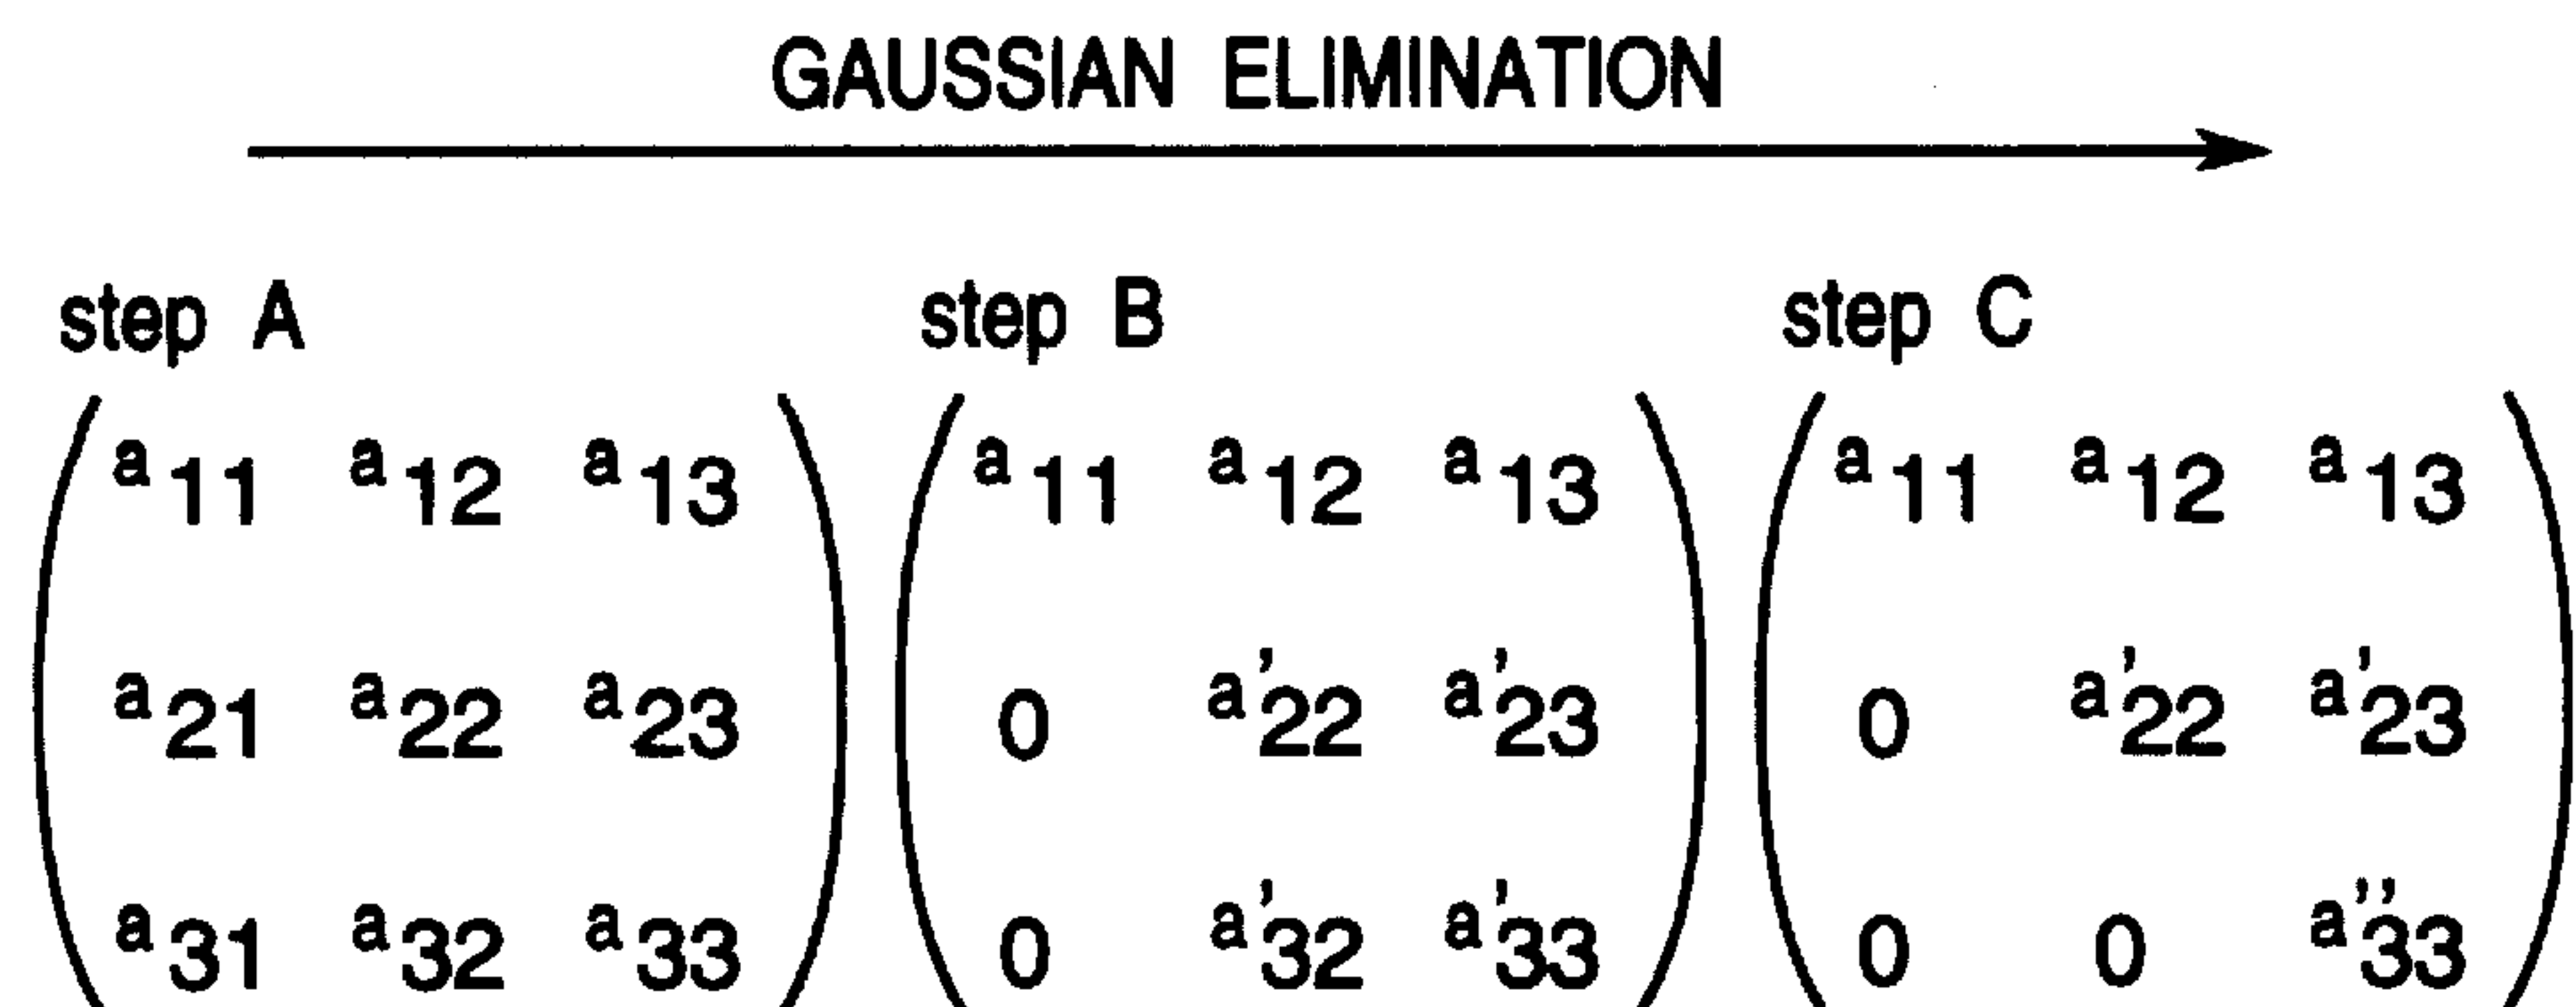 GAUSSIAN ELIMINATION
step A step B step C
a11 a12 a13 a11 a12 a13 a11 a12 a13
a21 a22 a23 0 a'22 a'23 0 a'22 a'23
a31 a32 a33 0 a'32 a'33 0 0 a''33